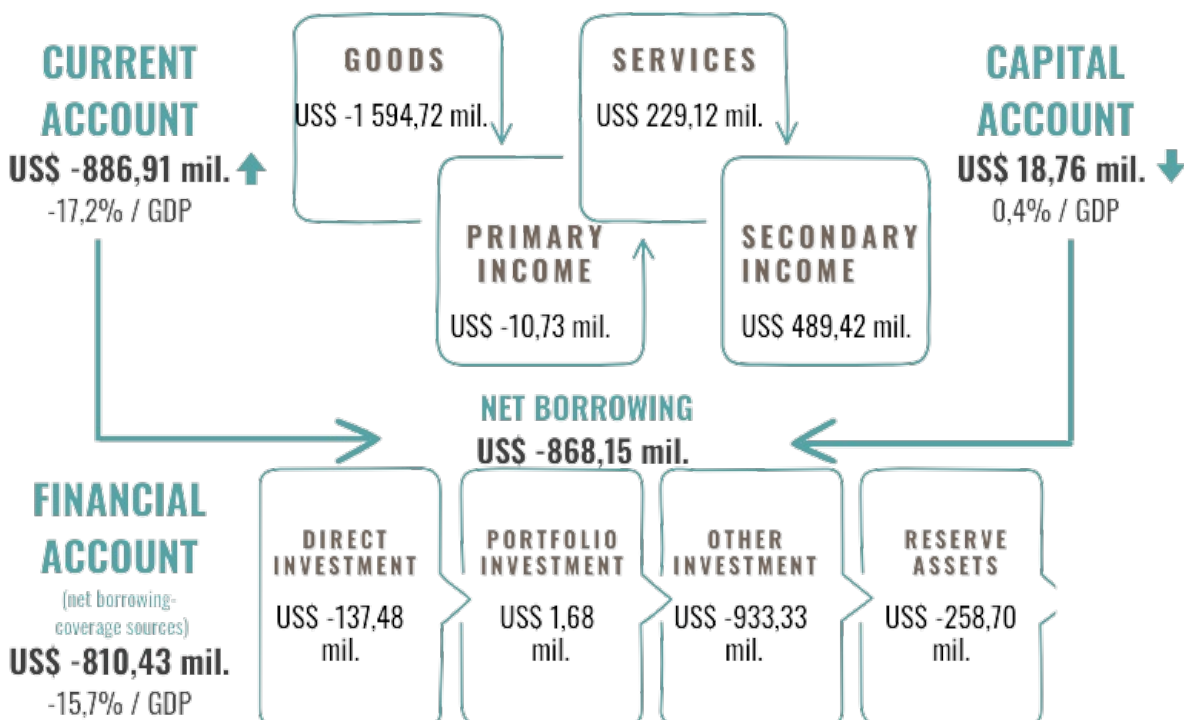 CURRENT
ACCOUNT
US$ -886,91 mil.
-17,2% / GDP
GOODS
US$ -1 594,72 mil.
SERVICES
US$ 229,12 mil.
PRIMARY
INCOME
US$ -10,73 mil.
SECONDARY
INCOME
US$ 489,42 mil.
CAPITAL
ACCOUNT
US$ 18,76 mil.
0,4% / GDP
NET BORROWING
US$ -868,15 mil.
FINANCIAL
ACCOUNT
(net borrowing-
coverage sources)
US$ -810,43 mil.
-15,7% / GDP
DIRECT
INVESTMENT
US$ -137,48
mil.
PORTFOLIO
INVESTMENT
US$ 1,68
mil.
OTHER
INVESTMENT
US$ -933,33
mil.
RESERVE
ASSETS
US$ -258,70
mil.